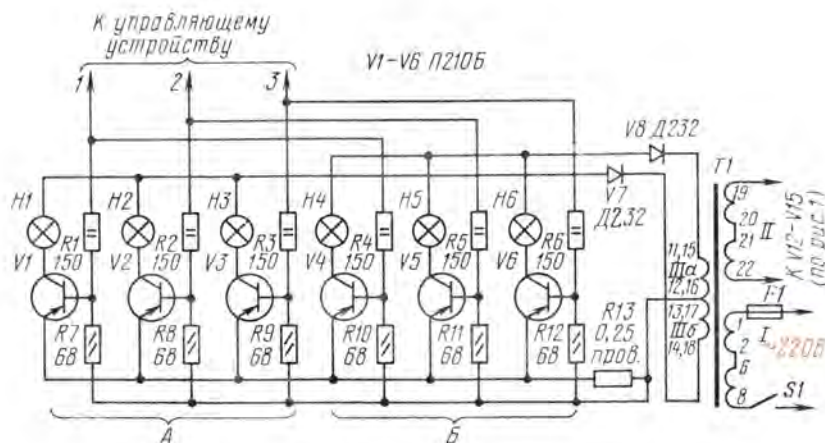 К управляющему
устройству
1 2 3
V1-V6 П210Б
V8 Д232
T1
V7
Д232
H1 H2 H3 H4 H5 H6
R1 R2 R3 R4 R5 R6
150 150 150 150 150 150
V1 V2 V3 V4 V5 V6
R7 R8 R9 R10 R11 R12
68 68 68 68 68 68
R13
0,25
пров.
11,15
IIIа
12,16
13,17
IIIб
14,18
19
20
II
21
22
К V12-V15
(по рис. 1)
F1
1
I
2
~220В
6
8
S1
А
Б